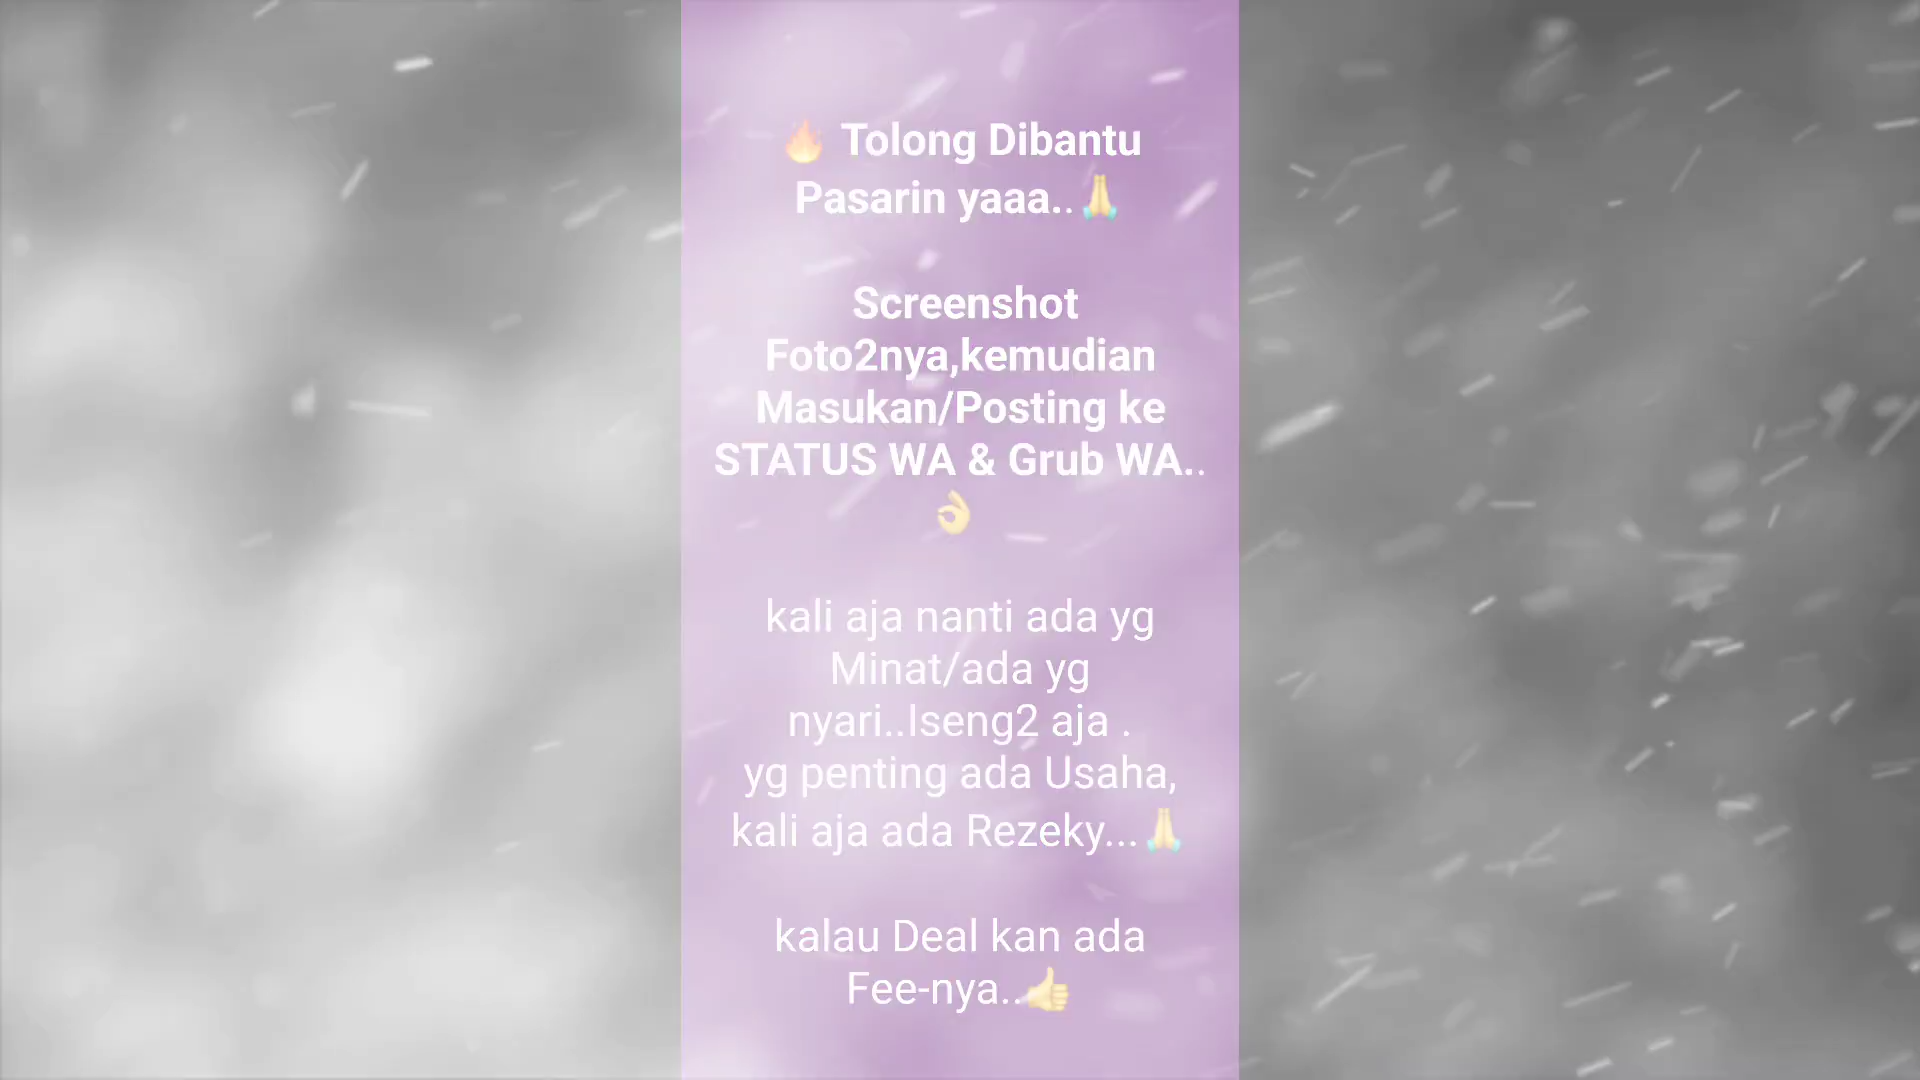 🔥 Tolong Dibantu
Pasarin yaaa..🙏
Screenshot
Foto2nya,kemudian
Masukan/Posting ke
STATUS WA & Grub WA..
👌
kali aja nanti ada yg
Minat/ada yg
nyari..Iseng2 aja .
yg penting ada Usaha,
kali aja ada Rezeky...🙏
kalau Deal kan ada
Fee-nya..👍